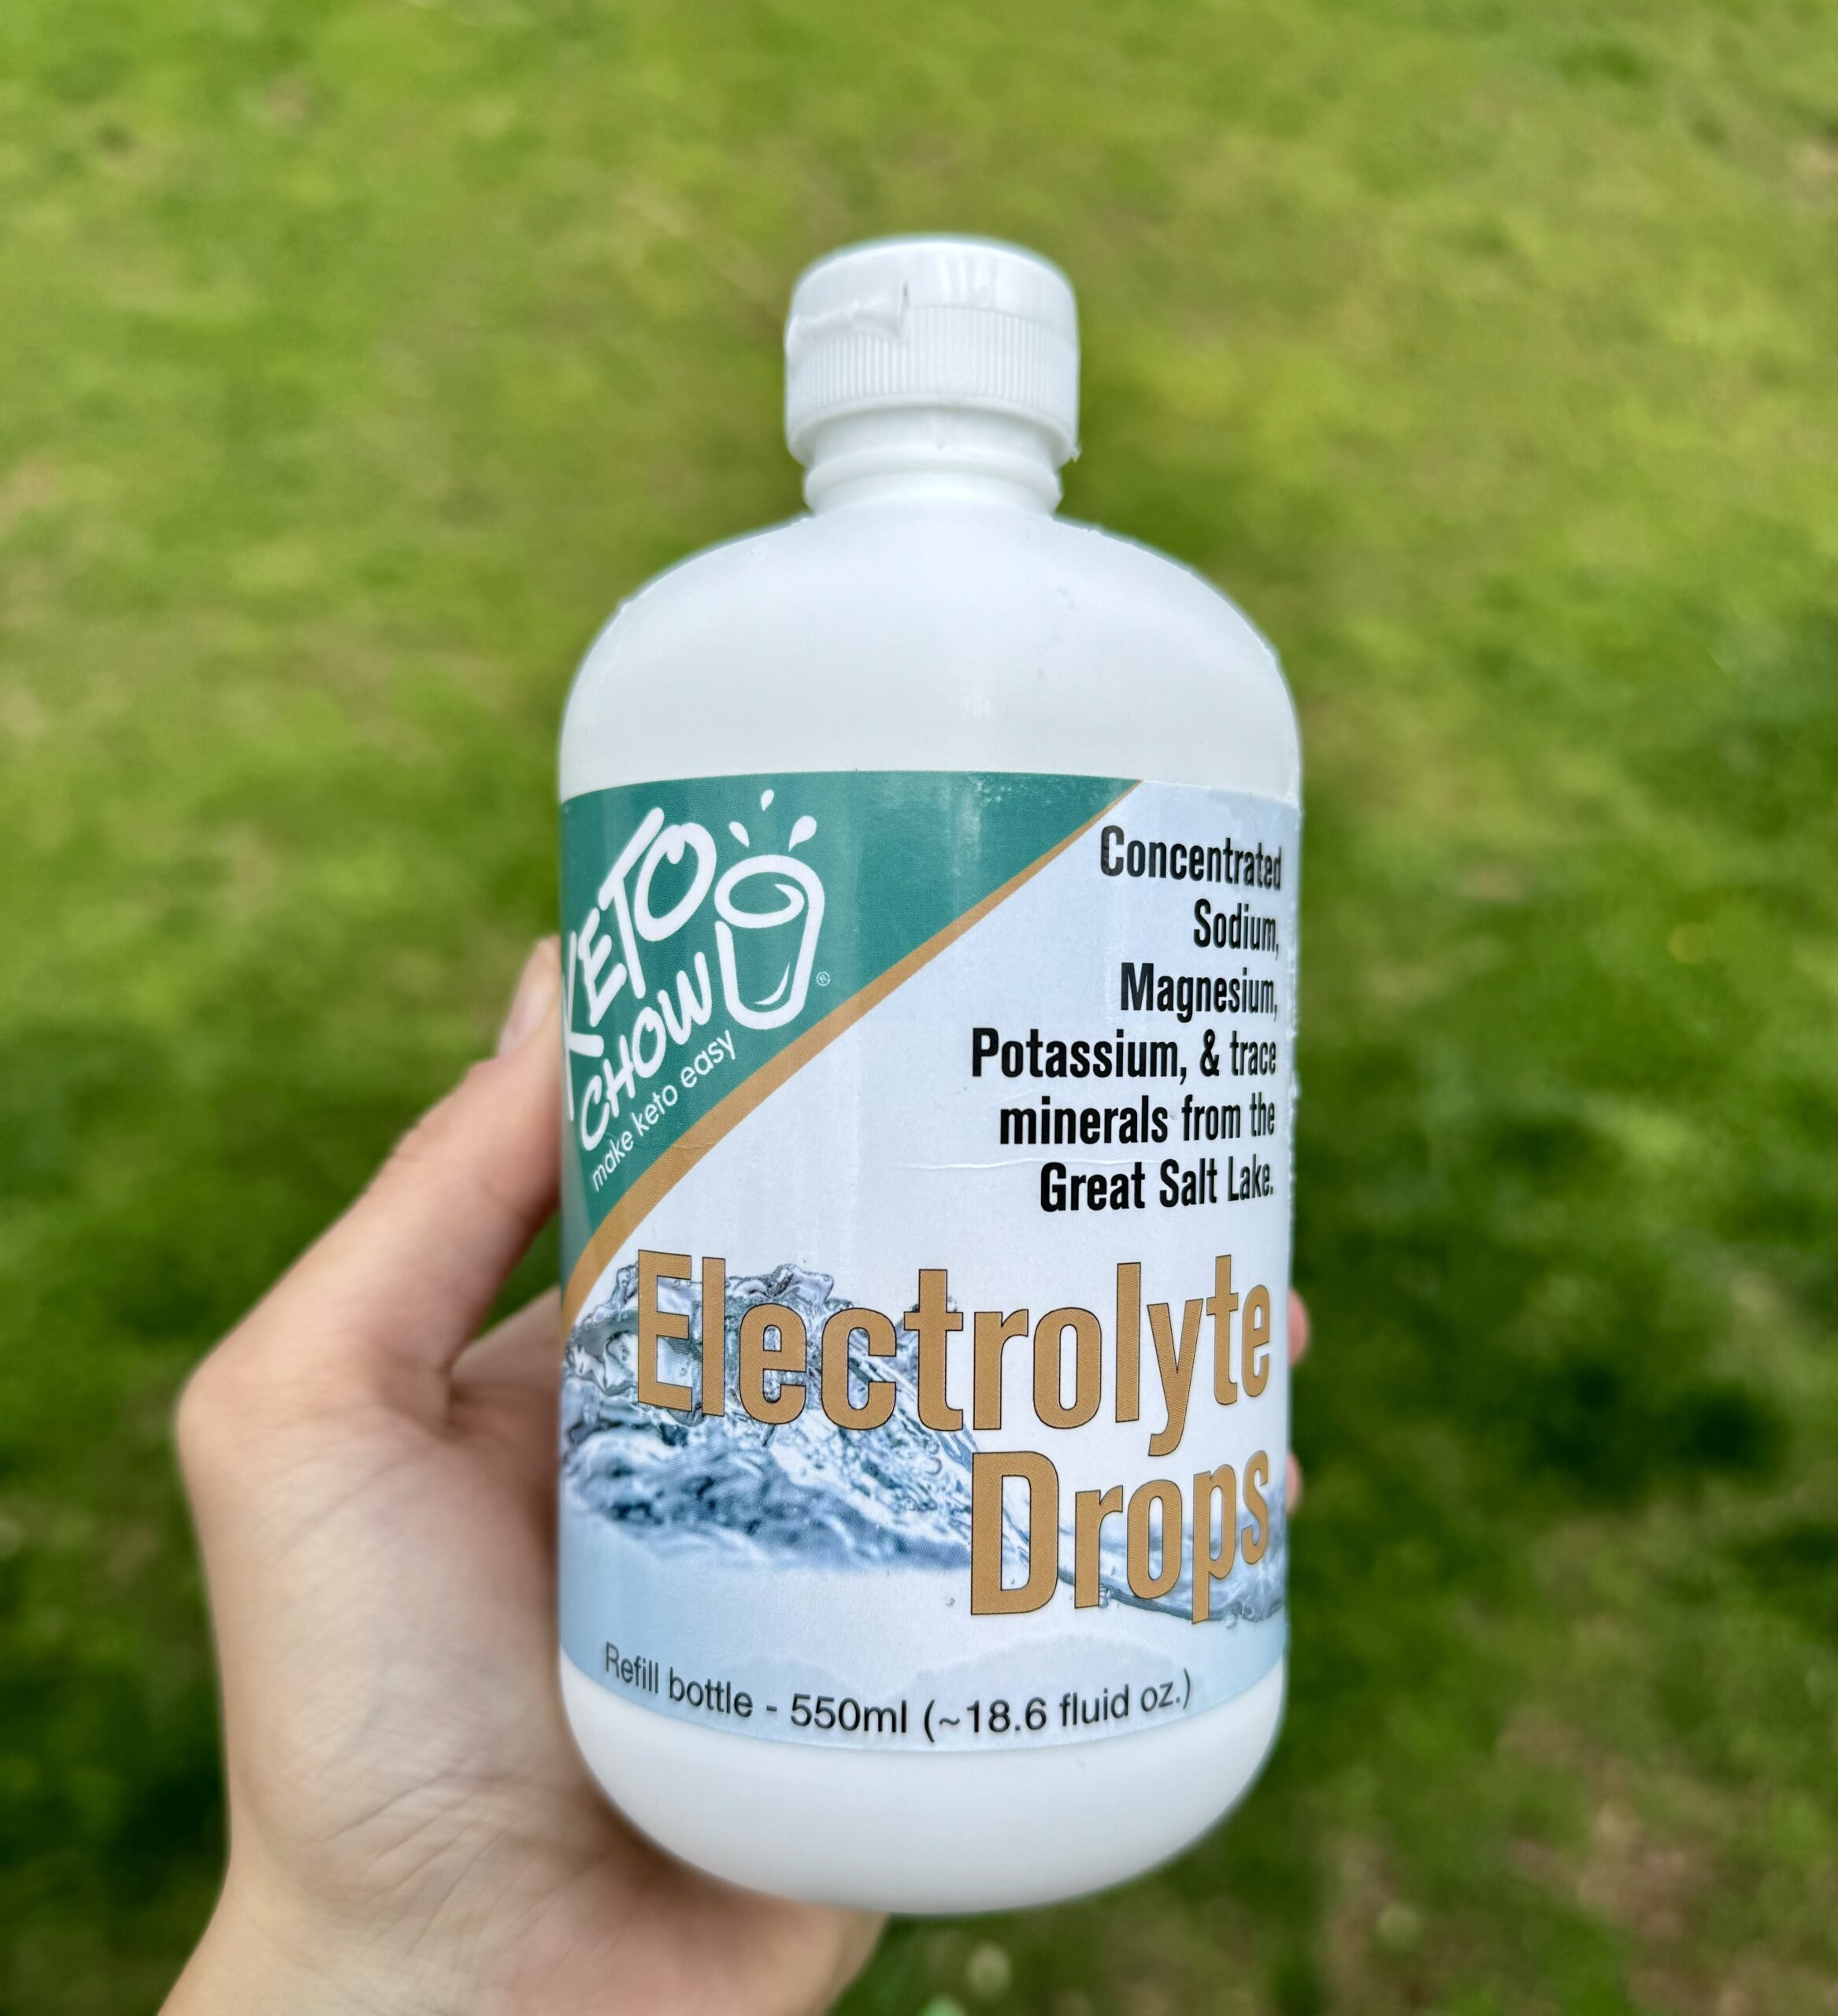 KETO
CHOW®
make keto easy
Concentrated
Sodium,
Magnesium,
Potassium, & trace
minerals from the
Great Salt Lake.
Electrolyte
Drops
Refill bottle - 550ml (~18.6 fluid oz.)